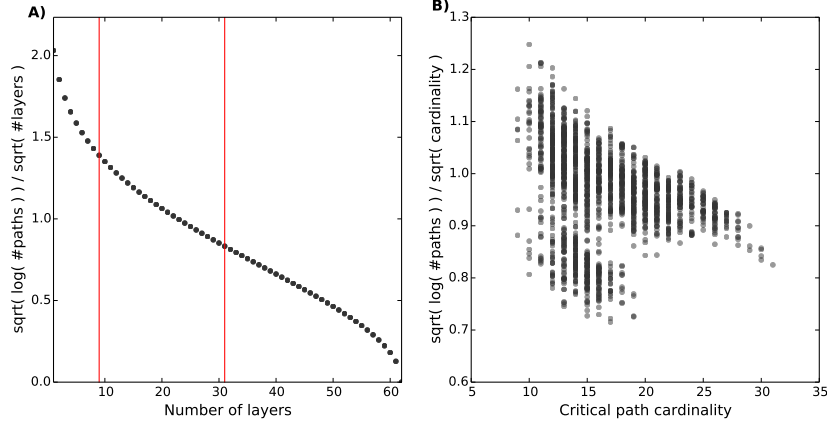 A)
sqrt( log( #paths ) ) / sqrt( #layers )
2.0
1.5
1.0
0.5
0.0
10 20 30 40 50 60
Number of layers
B)
sqrt( log( #paths ) ) / sqrt( cardinality )
1.3
1.2
1.1
1.0
0.9
0.8
0.7
0.6
5 10 15 20 25 30 35
Critical path cardinality